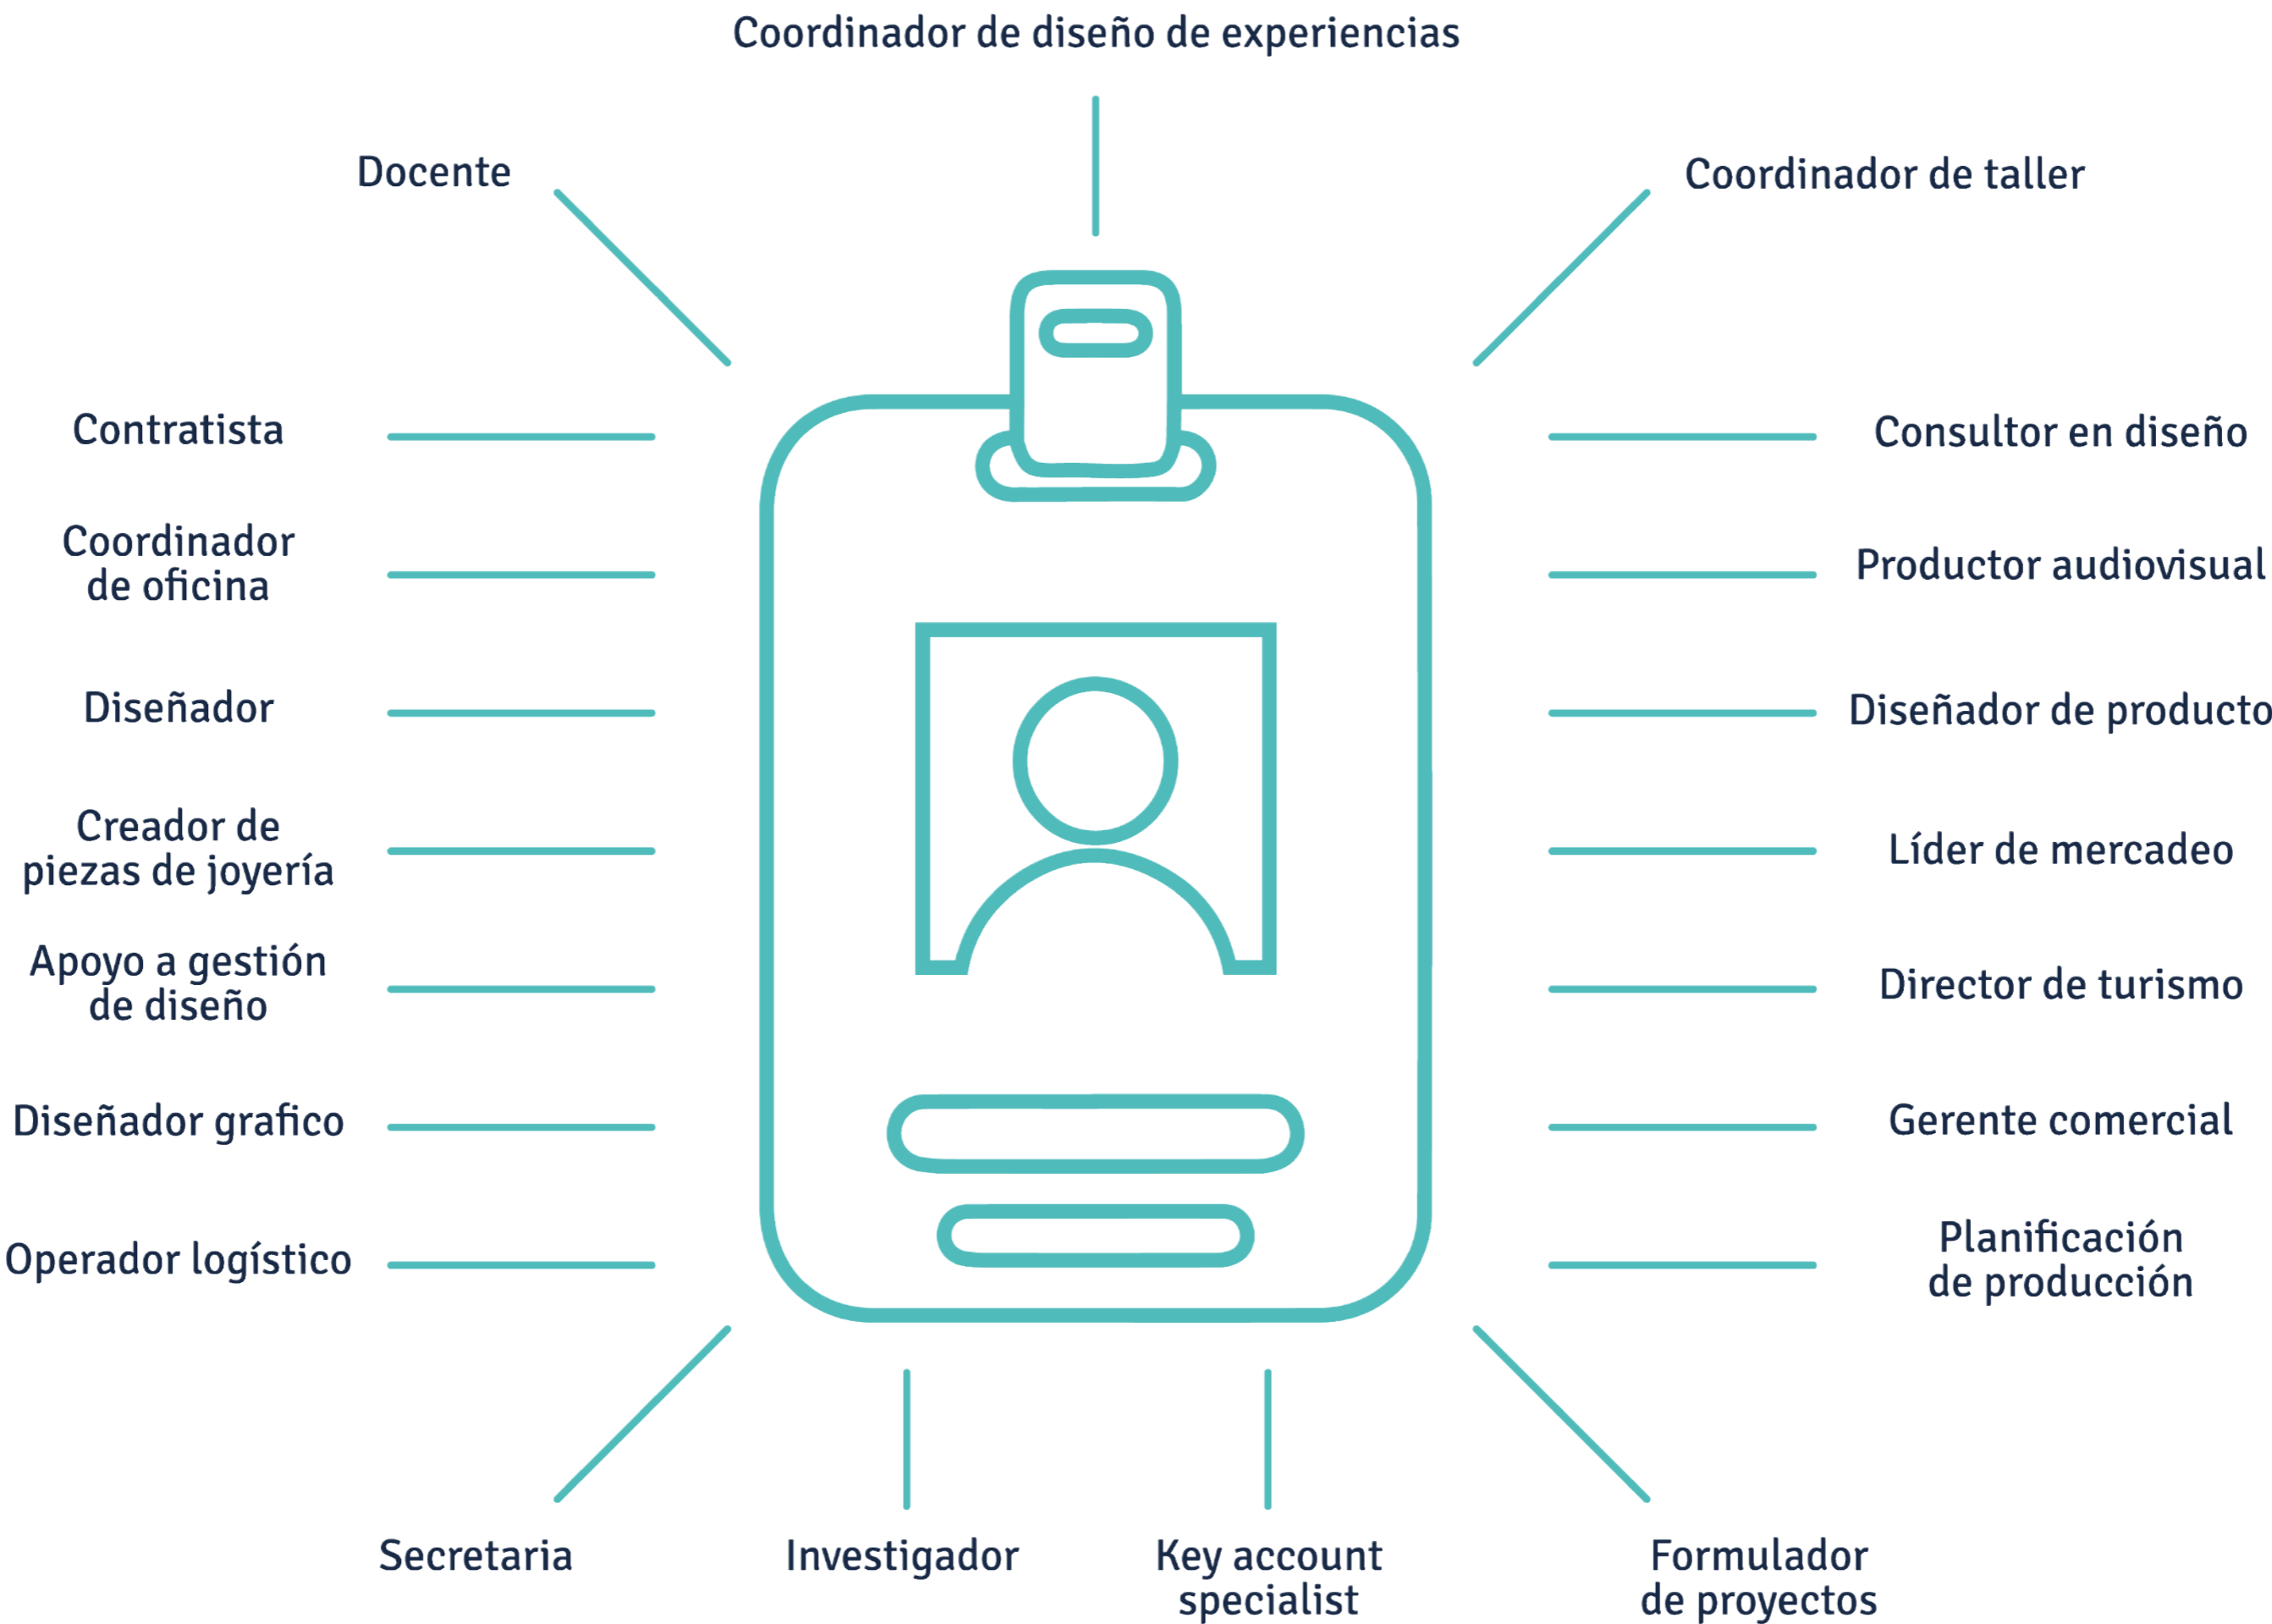 Coordinador de diseño de experiencias
Docente
Coordinador de taller
Contratista
Consultor en diseño
Coordinador
de oficina
Productor audiovisual
Diseñador
Diseñador de producto
Creador de
piezas de joyería
Líder de mercadeo
Apoyo a gestión
de diseño
Director de turismo
Diseñador grafico
Gerente comercial
Operador logístico
Planificación
de producción
Secretaria
Investigador
Key account
specialist
Formulador
de proyectos